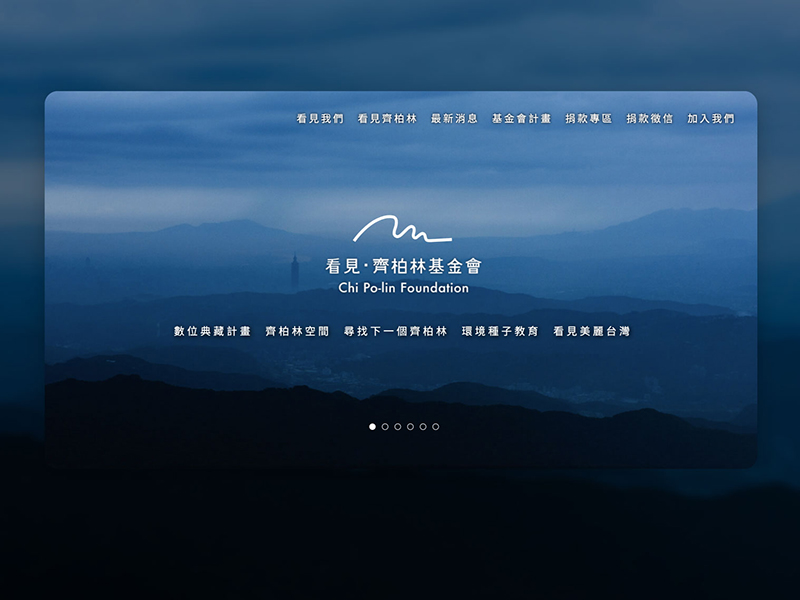 看見我們 看見齊柏林 最新消息 基金會計畫 捐款專區 捐款徵信 加入我們
看見·齊柏林基金會
Chi Po-lin Foundation
數位典藏計畫 齊柏林空間 尋找下一個齊柏林 環境種子教育 看見美麗台灣